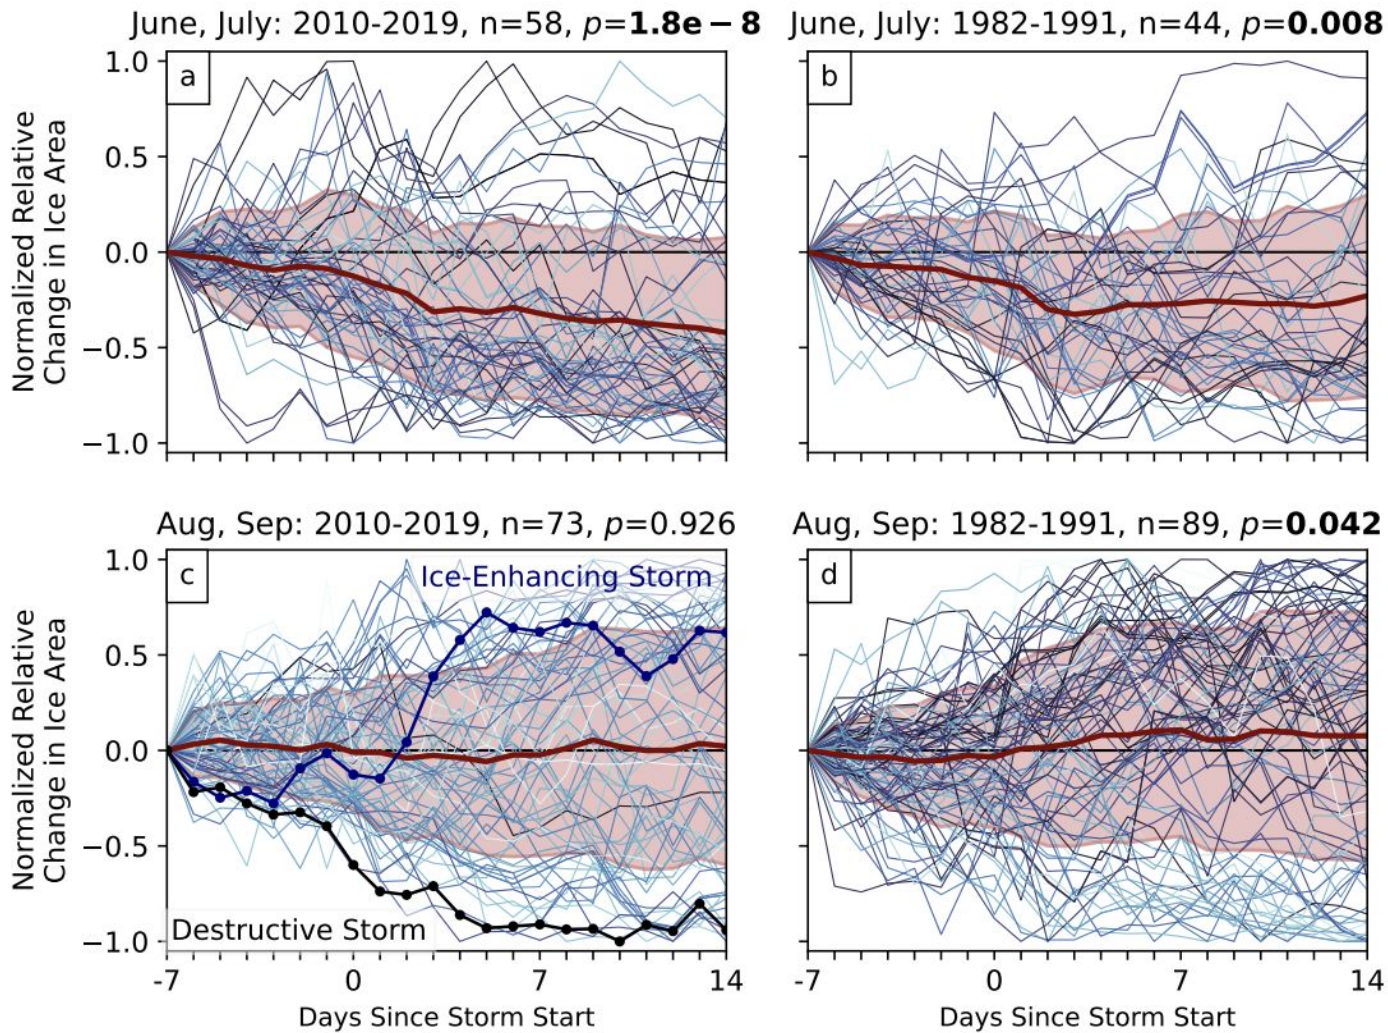 June, July: 2010-2019, n=58, p=1.8e − 8
June, July: 1982-1991, n=44, p=0.008
a
b
1.0
0.5
0.0
−0.5
−1.0
Normalized Relative
Change in Ice Area
Aug, Sep: 2010-2019, n=73, p=0.926
Aug, Sep: 1982-1991, n=89, p=0.042
c
d
Ice-Enhancing Storm
Destructive Storm
1.0
0.5
0.0
−0.5
−1.0
Normalized Relative
Change in Ice Area
-7 0 7 14
-7 0 7 14
Days Since Storm Start
Days Since Storm Start